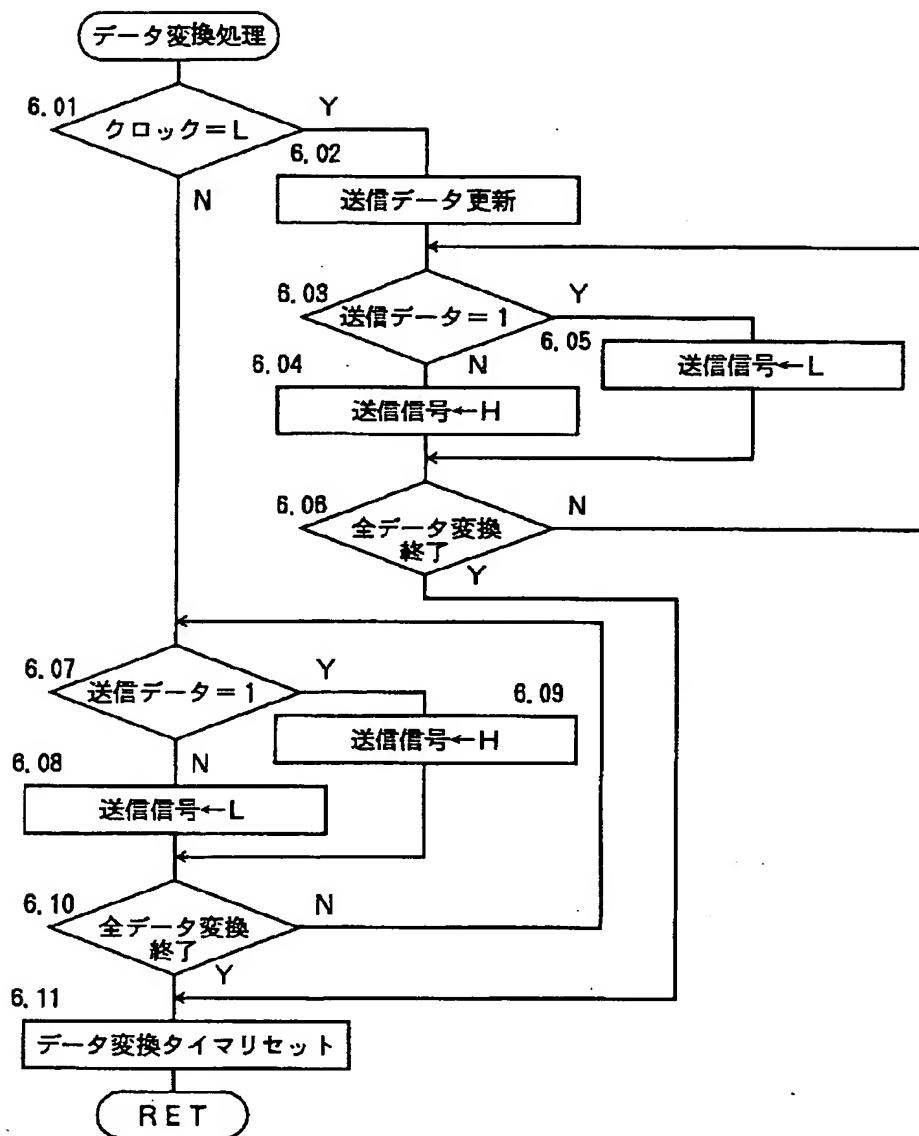 データ変換処理
6.01
クロック＝L
Y
N
6.02
送信データ更新
6.03
送信データ＝1
Y
N
6.05
送信信号←L
6.04
送信信号←H
6.06
全データ変換
終了
N
Y
6.07
送信データ＝1
Y
N
6.09
送信信号←H
6.08
送信信号←L
6.10
全データ変換
終了
N
Y
6.11
データ変換タイマリセット
RET